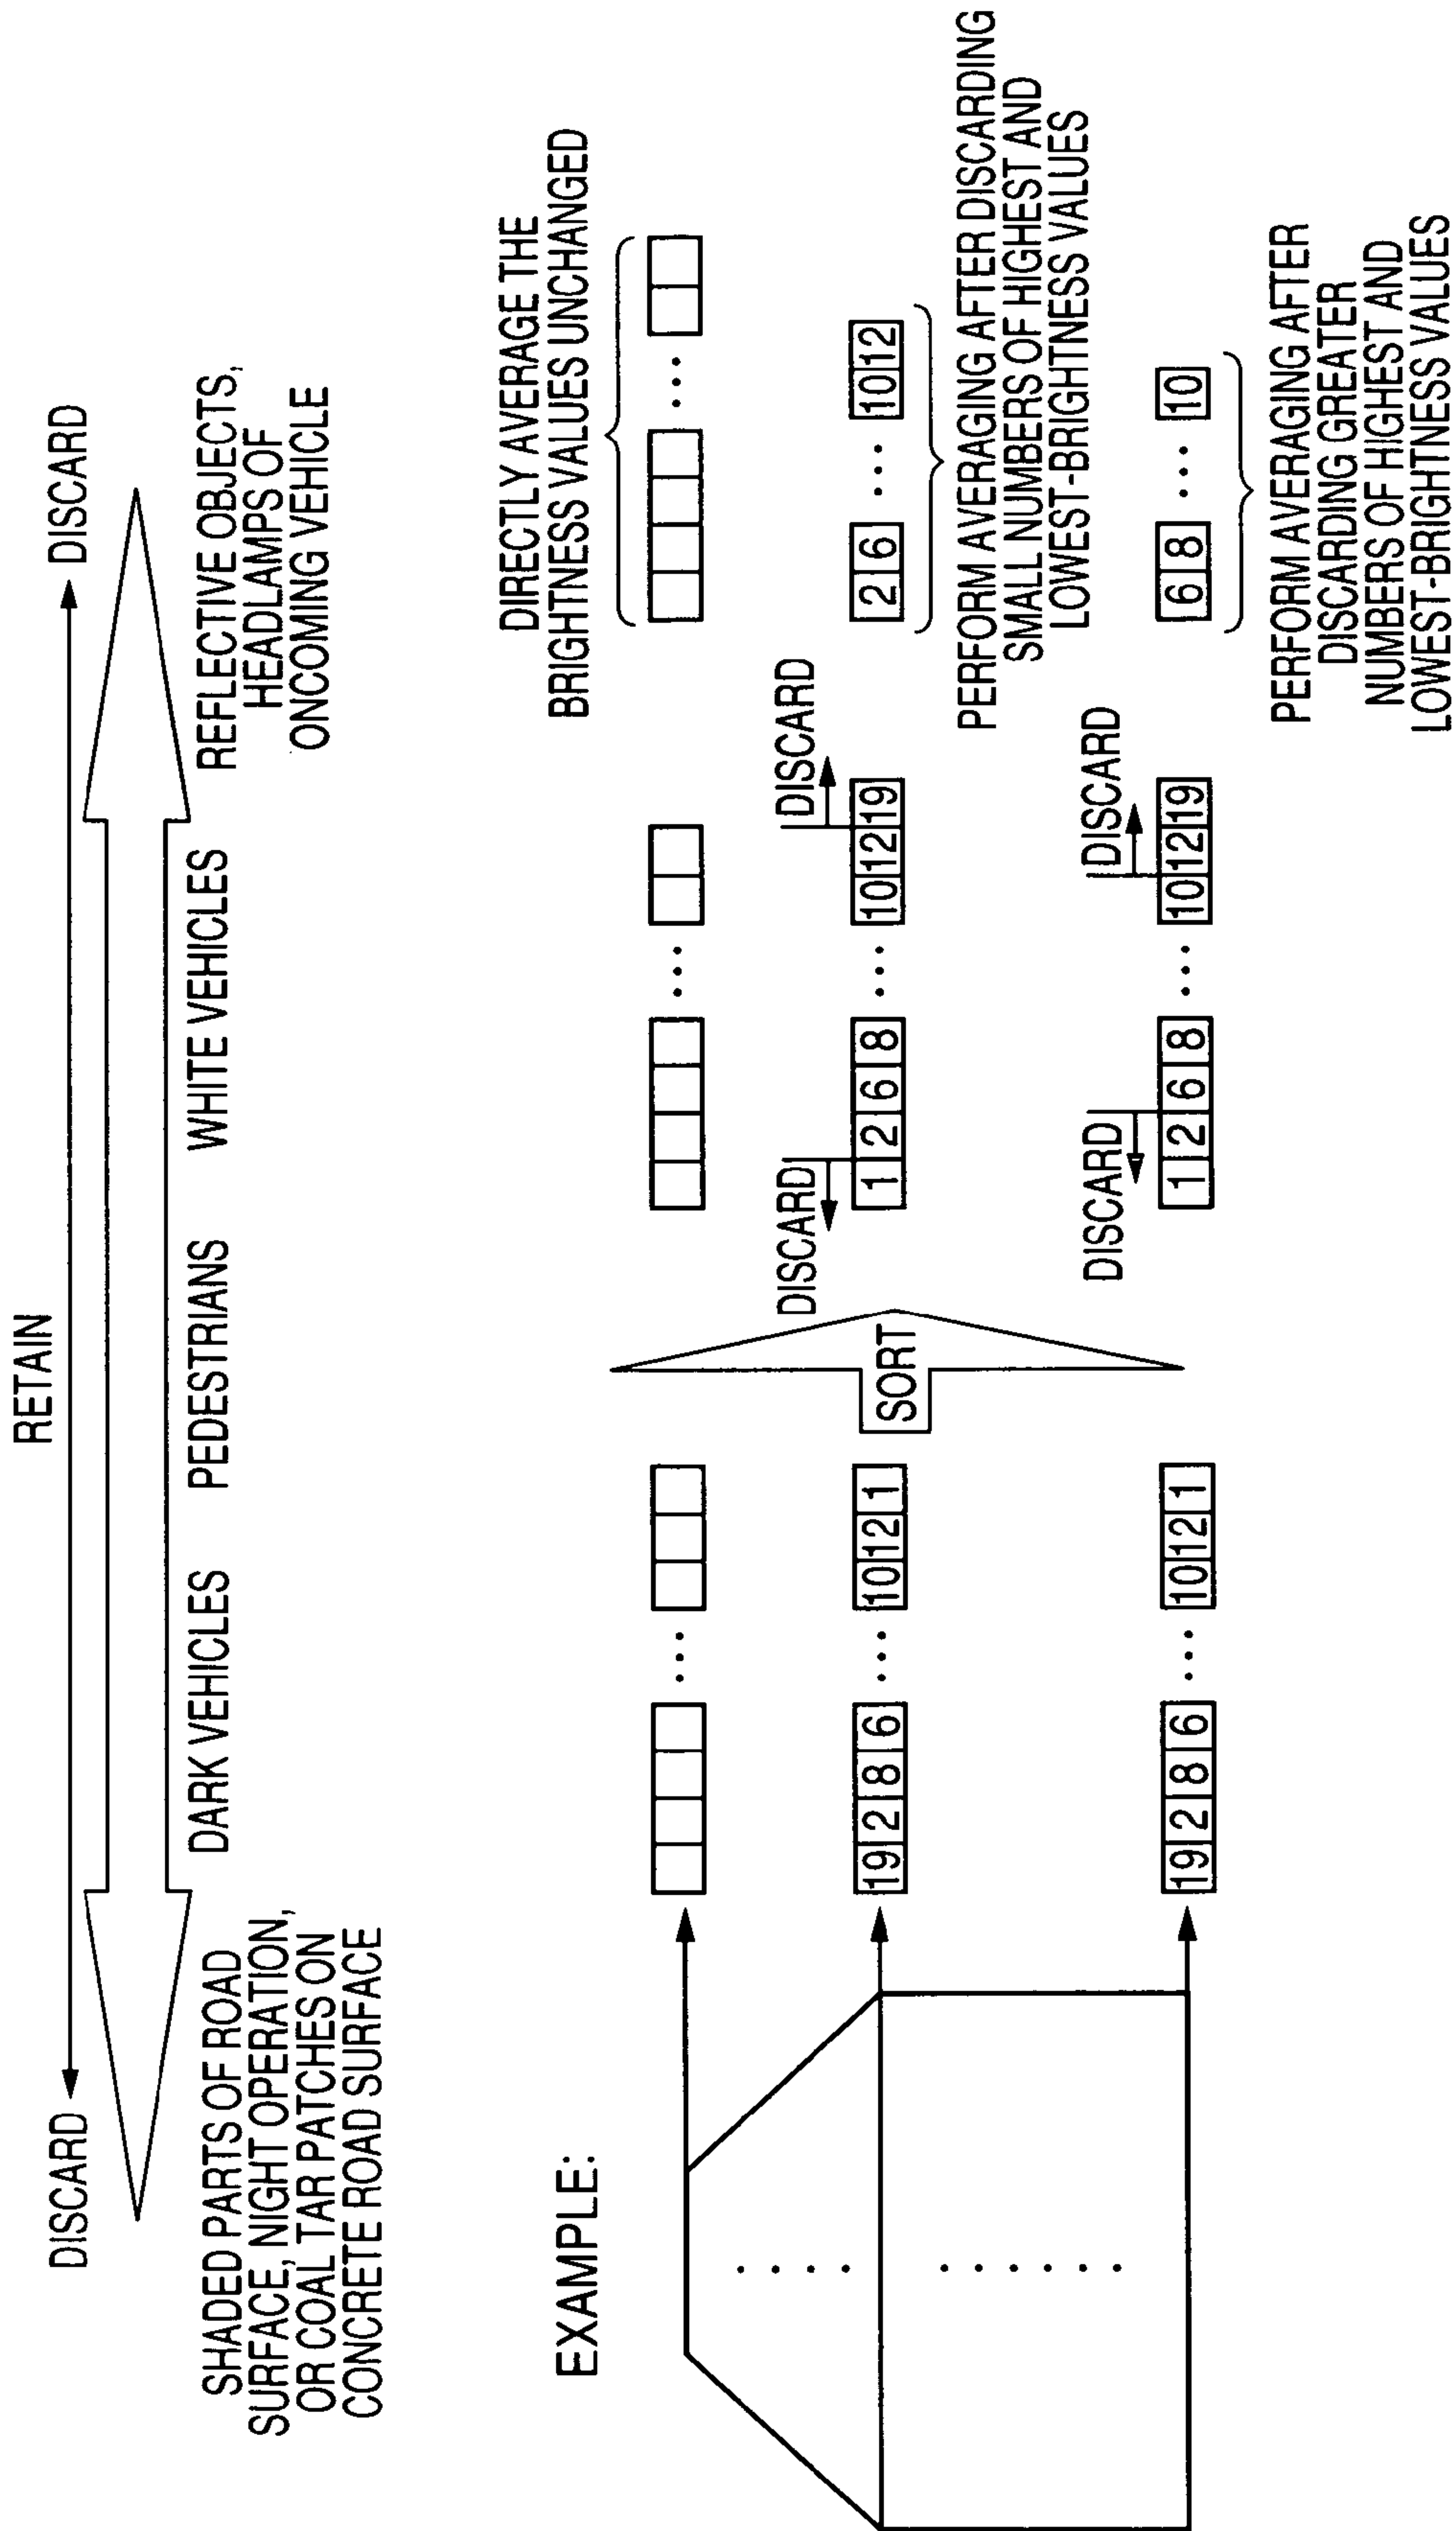 RETAIN
DISCARD
DISCARD
SHADED PARTS OF ROAD
SURFACE, NIGHT OPERATION,
OR COAL TAR PATCHES ON
CONCRETE ROAD SURFACE
DARK VEHICLES
PEDESTRIANS
WHITE VEHICLES
REFLECTIVE OBJECTS,
HEADLAMPS OF
ONCOMING VEHICLE
EXAMPLE:
DIRECTLY AVERAGE THE
BRIGHTNESS VALUES UNCHANGED
19 2 8 6 ... 10 12 1
SORT
DISCARD
DISCARD
1 2 6 8 ... 10 12 19
2 6 ... 10 12
PERFORM AVERAGING AFTER DISCARDING
SMALL NUMBERS OF HIGHEST AND
LOWEST-BRIGHTNESS VALUES
19 2 8 6 ... 10 12 1
DISCARD
DISCARD
1 2 6 8 ... 10 12 19
6 8 ... 10
PERFORM AVERAGING AFTER
DISCARDING GREATER
NUMBERS OF HIGHEST AND
LOWEST-BRIGHTNESS VALUES